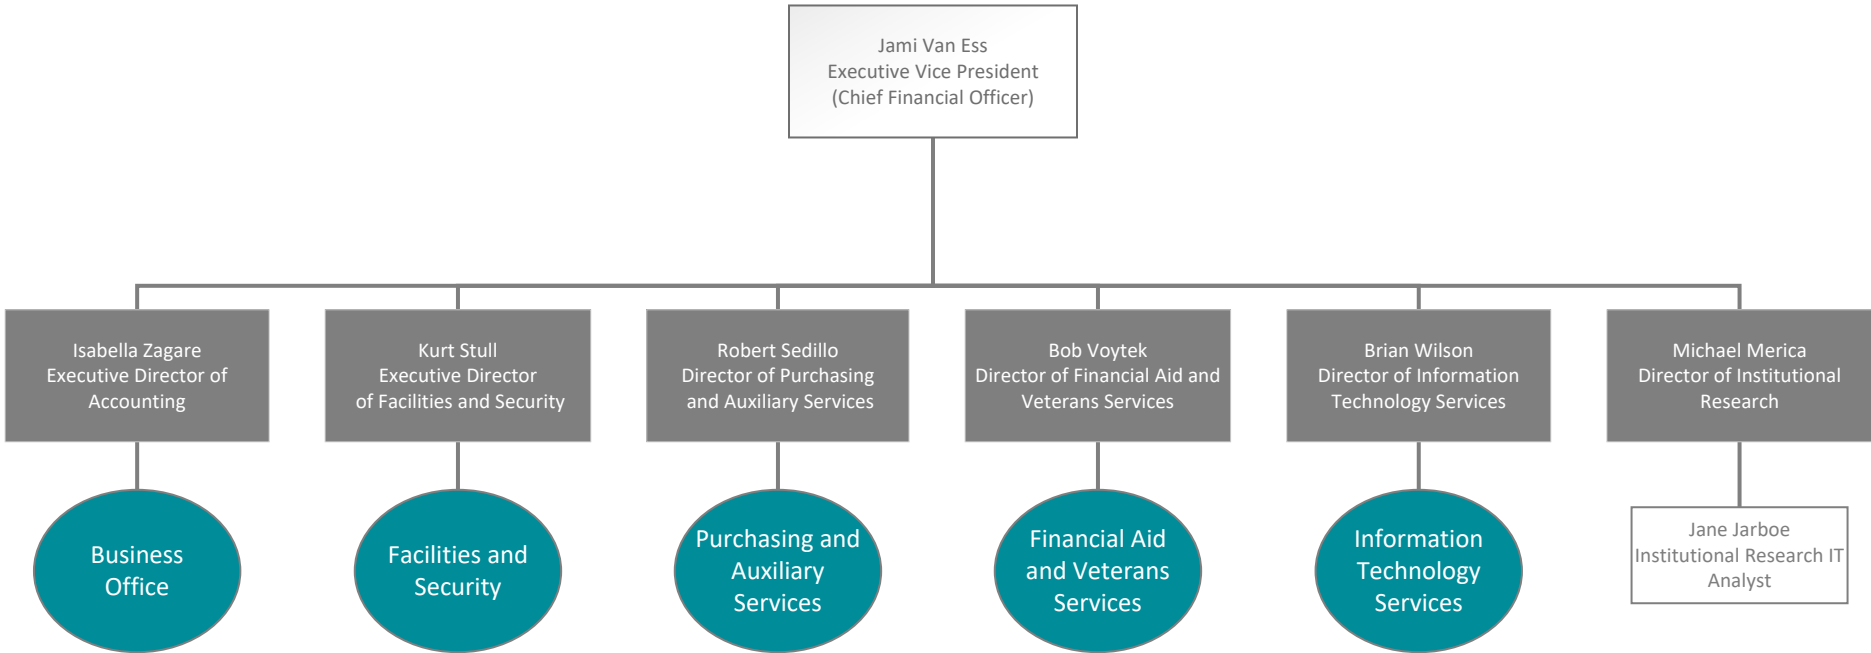 Jami Van Ess
Executive Vice President
(Chief Financial Officer)
Isabella Zagare
Executive Director of
Accounting
Kurt Stull
Executive Director
of Facilities and Security
Robert Sedillo
Director of Purchasing
and Auxiliary Services
Bob Voytek
Director of Financial Aid and
Veterans Services
Brian Wilson
Director of Information
Technology Services
Michael Merica
Director of Institutional
Research
Business
Office
Facilities and
Security
Purchasing and
Auxiliary
Services
Financial Aid
and Veterans
Services
Information
Technology
Services
Jane Jarboe
Institutional Research IT
Analyst